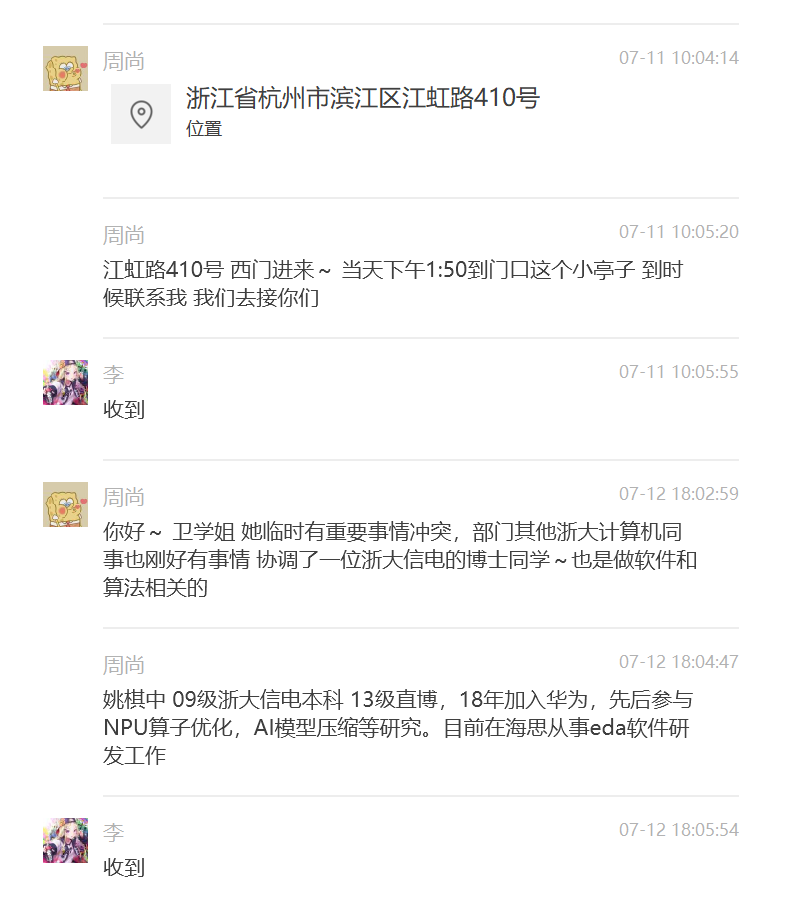 周尚
07-11 10:04:14
浙江省杭州市滨江区江虹路410号
位置
周尚
07-11 10:05:20
江虹路410号 西门进来～ 当天下午1:50到门口这个小亭子 到时
候联系我 我们去接你们
李
07-11 10:05:55
收到
周尚
07-12 18:02:59
你好～ 卫学姐 她临时有重要事情冲突，部门其他浙大计算机同
事也刚好有事情 协调了一位浙大信电的博士同学～也是做软件和
算法相关的
周尚
07-12 18:04:47
姚棋中 09级浙大信电本科 13级直博，18年加入华为，先后参与
NPU算子优化，AI模型压缩等研究。目前在海思从事eda软件研
发工作
李
07-12 18:05:54
收到